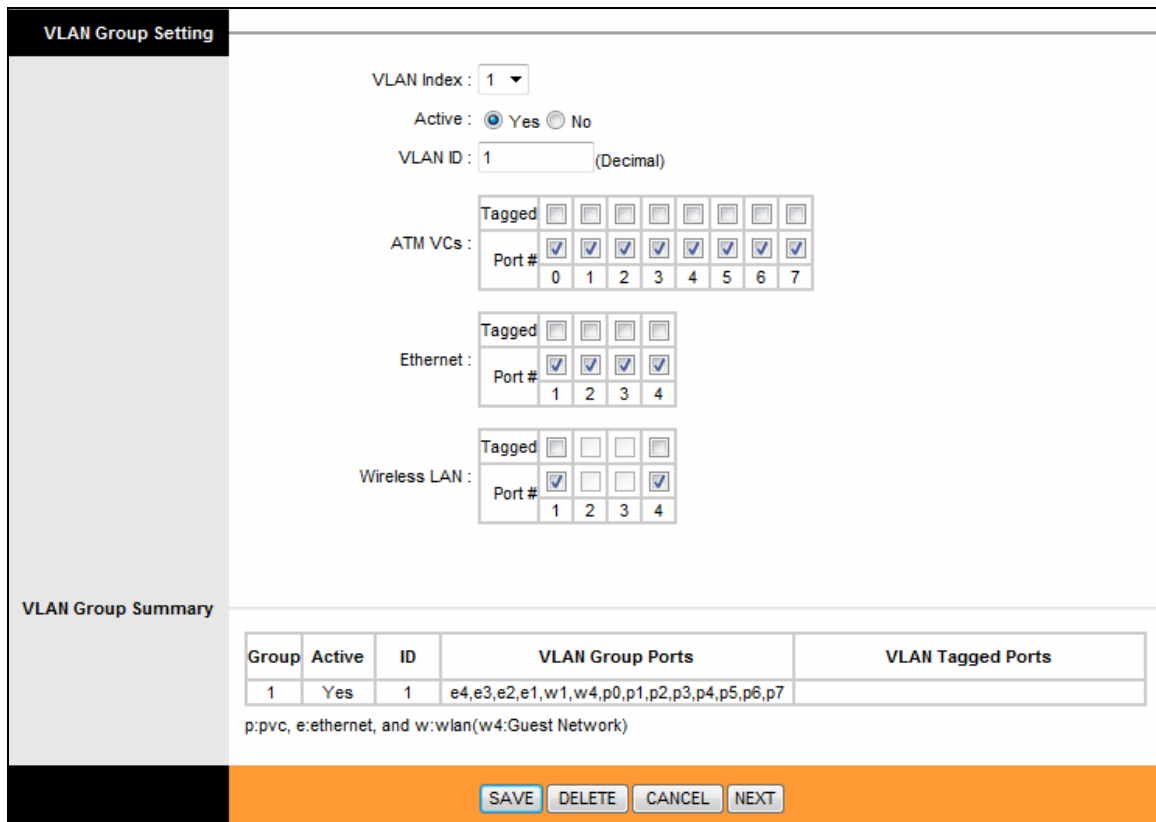 VLAN Group Setting
VLAN Index : 1
Active : Yes No
VLAN ID : 1 (Decimal)
ATM VCs :
Tagged
Port #
0 1 2 3 4 5 6 7
Ethernet :
Tagged
Port #
1 2 3 4
Wireless LAN :
Tagged
Port #
1 2 3 4
VLAN Group Summary
Group Active ID VLAN Group Ports VLAN Tagged Ports
1 Yes 1 e4,e3,e2,e1,w1,w4,p0,p1,p2,p3,p4,p5,p6,p7
p:pvc, e:ethernet, and w:wlan(w4:Guest Network)
SAVE DELETE CANCEL NEXT